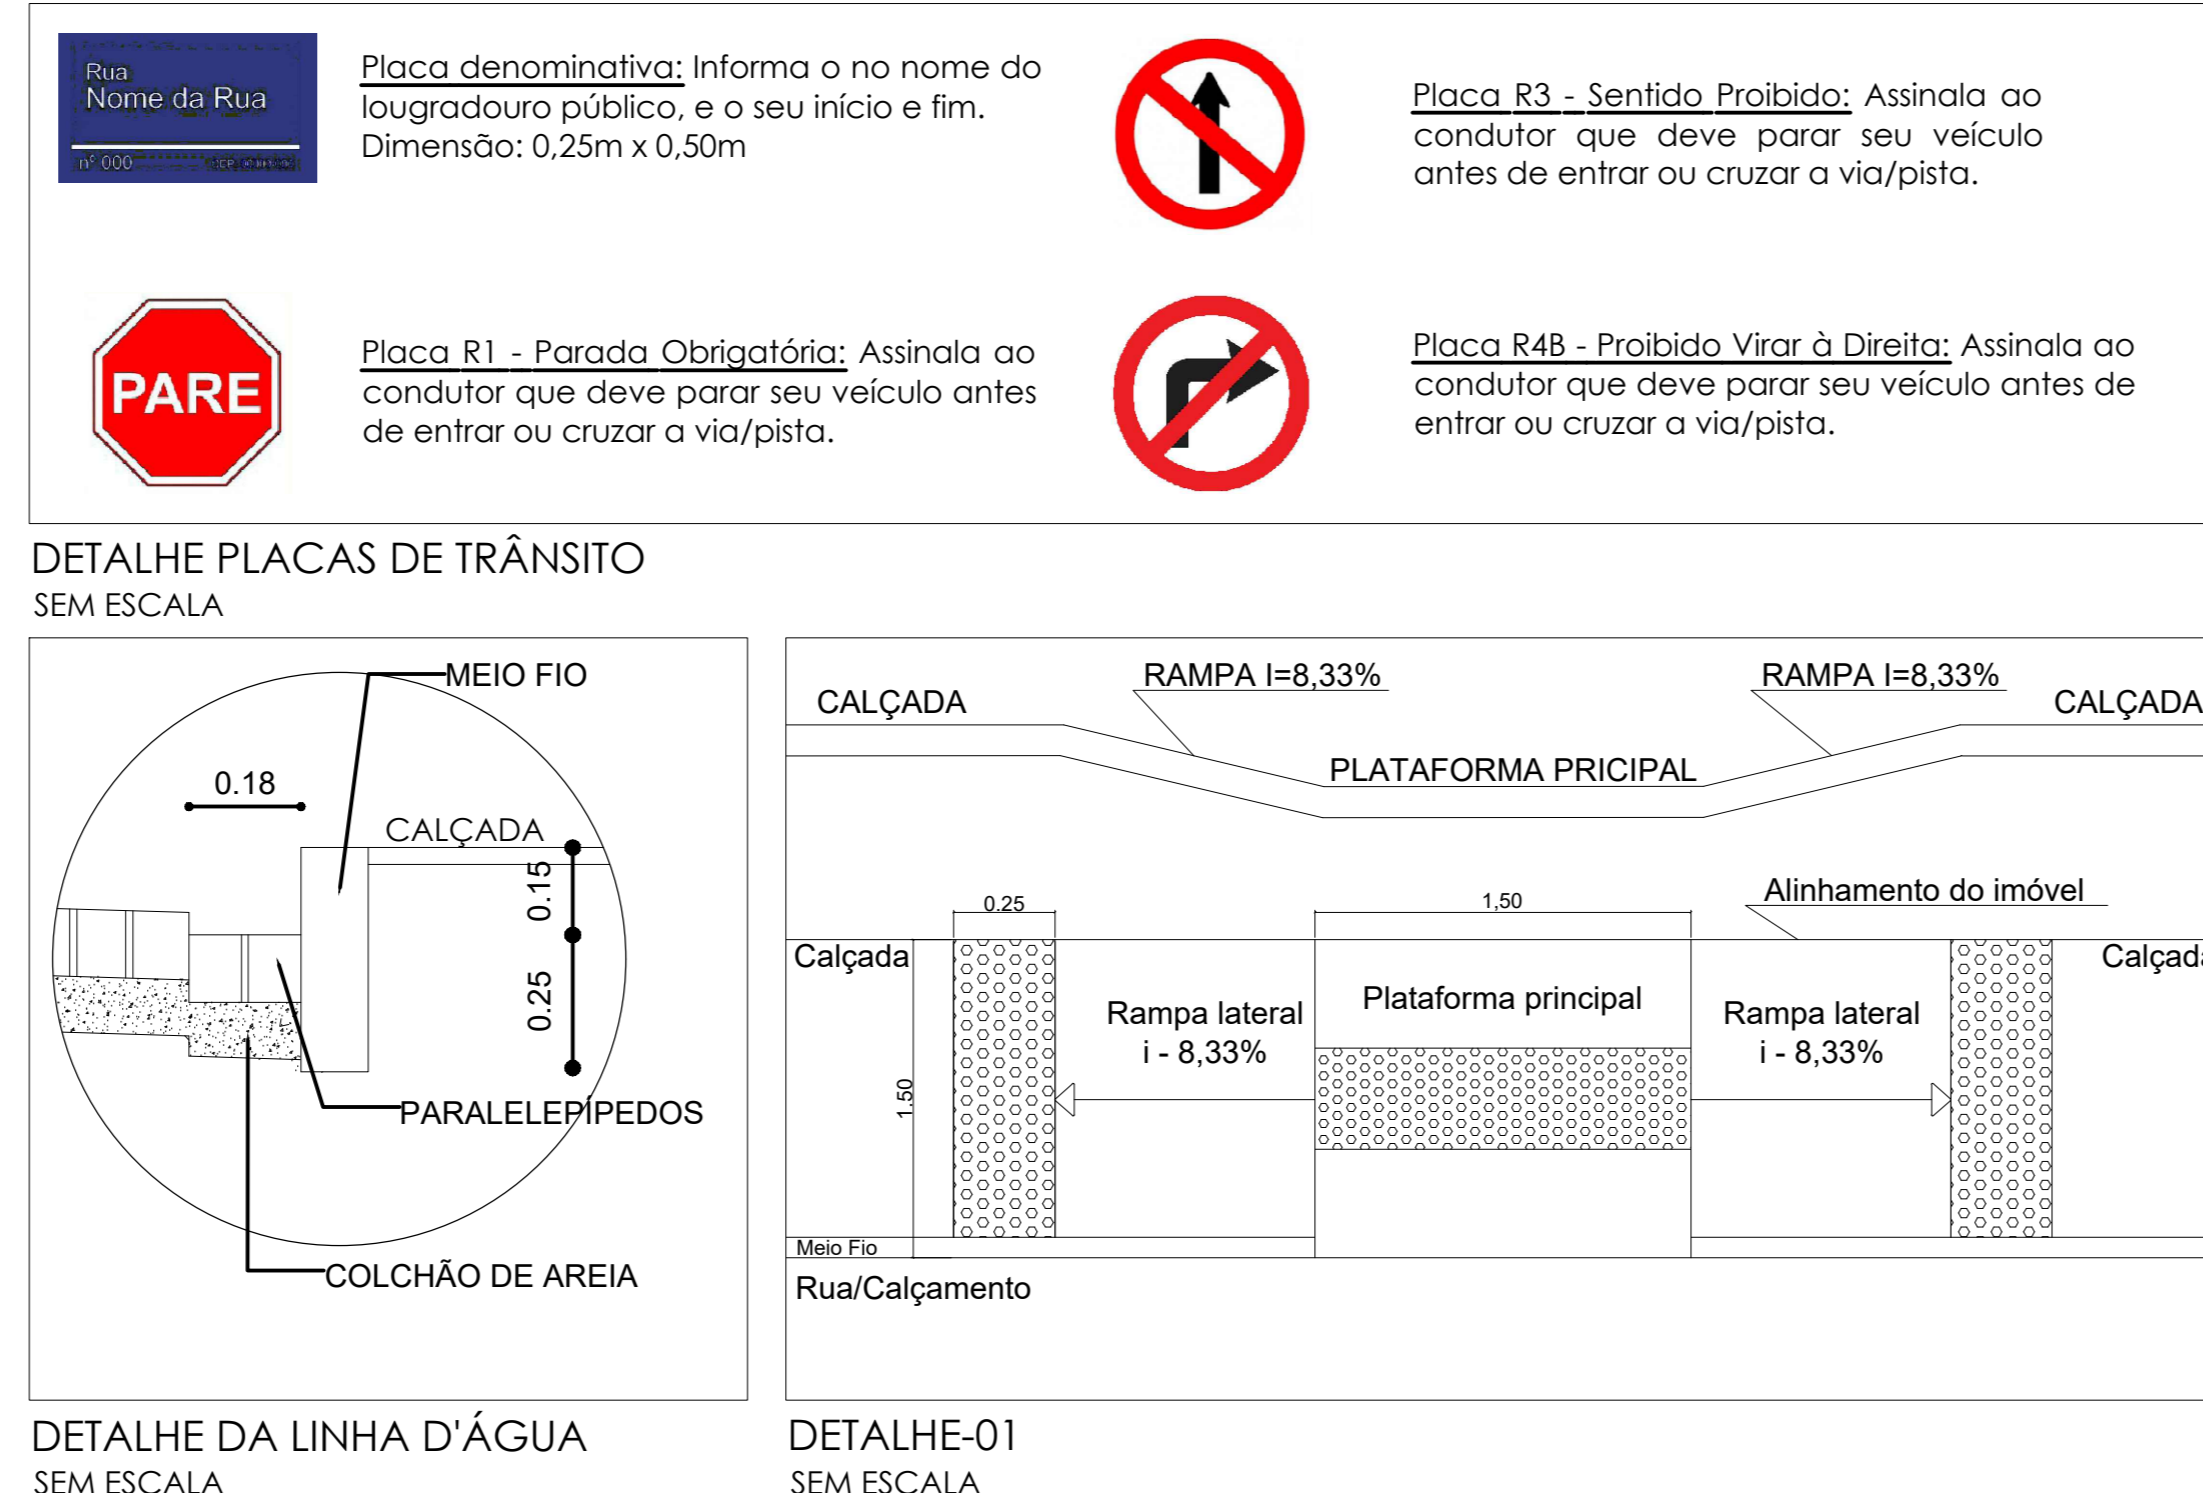 Rua
Nome da Rua
nº 000
Placa denominativa: Informa o no nome do
lougradouro público, e o seu início e fim.
Dimensão: 0,25m x 0,50m
Placa R3 - Sentido Proibido: Assinala ao
condutor que deve parar seu veículo
antes de entrar ou cruzar a via/pista.
PARE
Placa R1 - Parada Obrigatória: Assinala ao
condutor que deve parar seu veículo antes
de entrar ou cruzar a via/pista.
Placa R4B - Proibido Virar à Direita: Assinala ao
condutor que deve parar seu veículo antes de
entrar ou cruzar a via/pista.
DETALHE PLACAS DE TRÂNSITO
SEM ESCALA
MEIO FIO
0.18
CALÇADA
0.15
0.25
PARALELEPÍPEDOS
COLCHÃO DE AREIA
DETALHE DA LINHA D'ÁGUA
SEM ESCALA
RAMPA I=8,33%
RAMPA I=8,33%
CALÇADA
CALÇADA
PLATAFORMA PRICIPAL
Alinhamento do imóvel
0.25
1,50
Calçada
Calçada
Rampa lateral
i - 8,33%
Plataforma principal
Rampa lateral
i - 8,33%
1.50
Meio Fio
Rua/Calçamento
DETALHE-01
SEM ESCALA